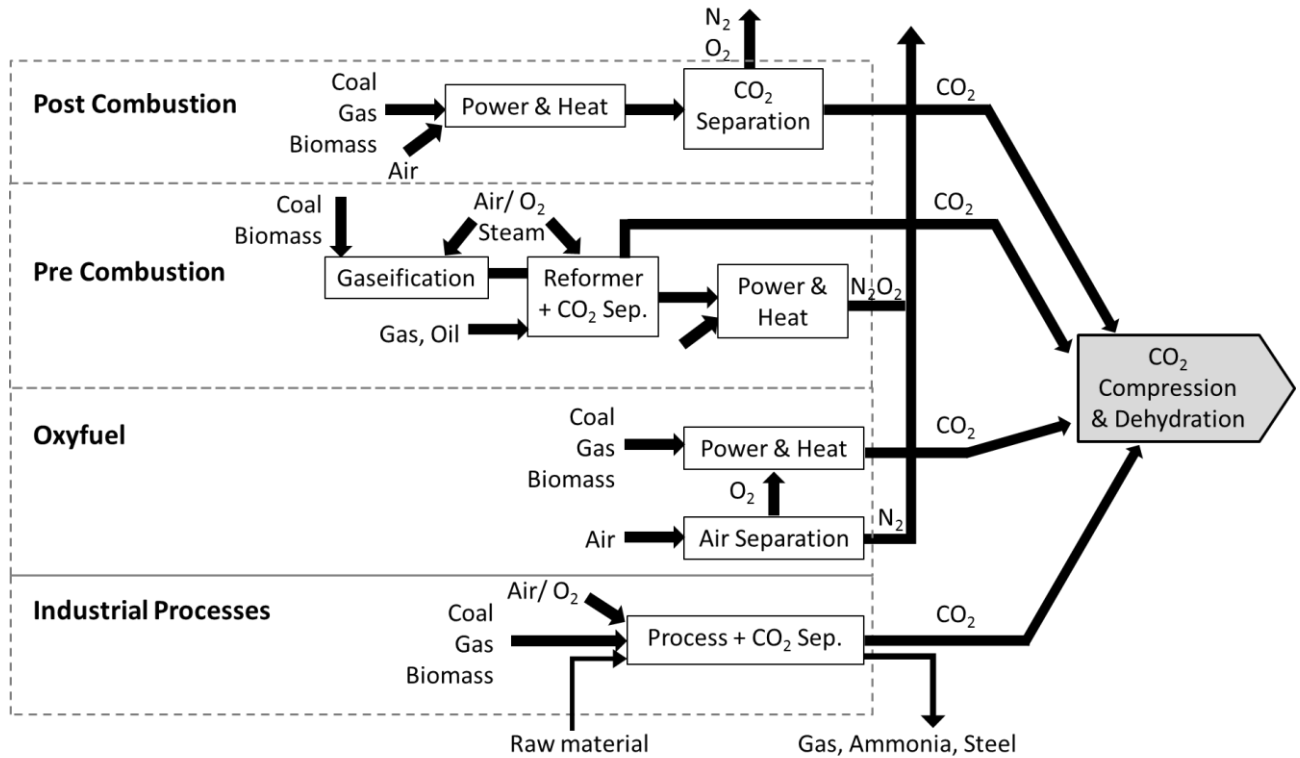 N₂
O₂
Post Combustion
Coal
Gas
Biomass
Air
Power & Heat
CO₂
Separation
CO₂
Pre Combustion
Coal
Biomass
Air/ O₂
Steam
Gaseification
Reformer
+ CO₂ Sep.
Gas, Oil
Power &
Heat
N₂O₂
CO₂
CO₂
Compression
& Dehydration
Oxyfuel
Coal
Gas
Biomass
Power & Heat
CO₂
O₂
Air
Air Separation
N₂
Industrial Processes
Air/ O₂
Coal
Gas
Biomass
Process + CO₂ Sep.
CO₂
Raw material
Gas, Ammonia, Steel